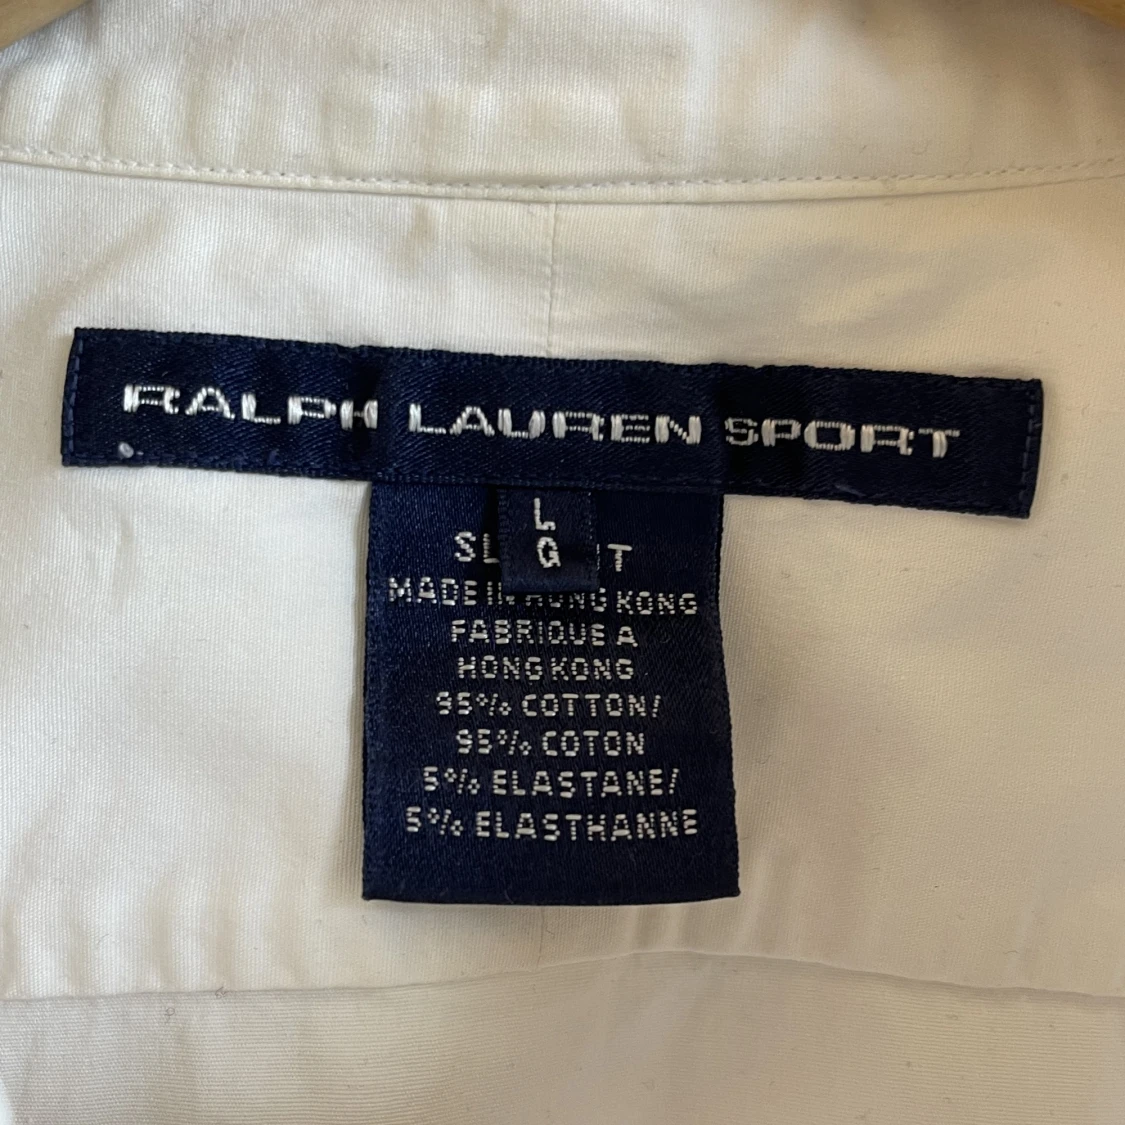 RALPH LAUREN SPORT
L
G
MADE IN HONG KONG
FABRIQUE A
HONG KONG
95% COTTON/
95% COTON
5% ELASTANE/
5% ELASTHANNE